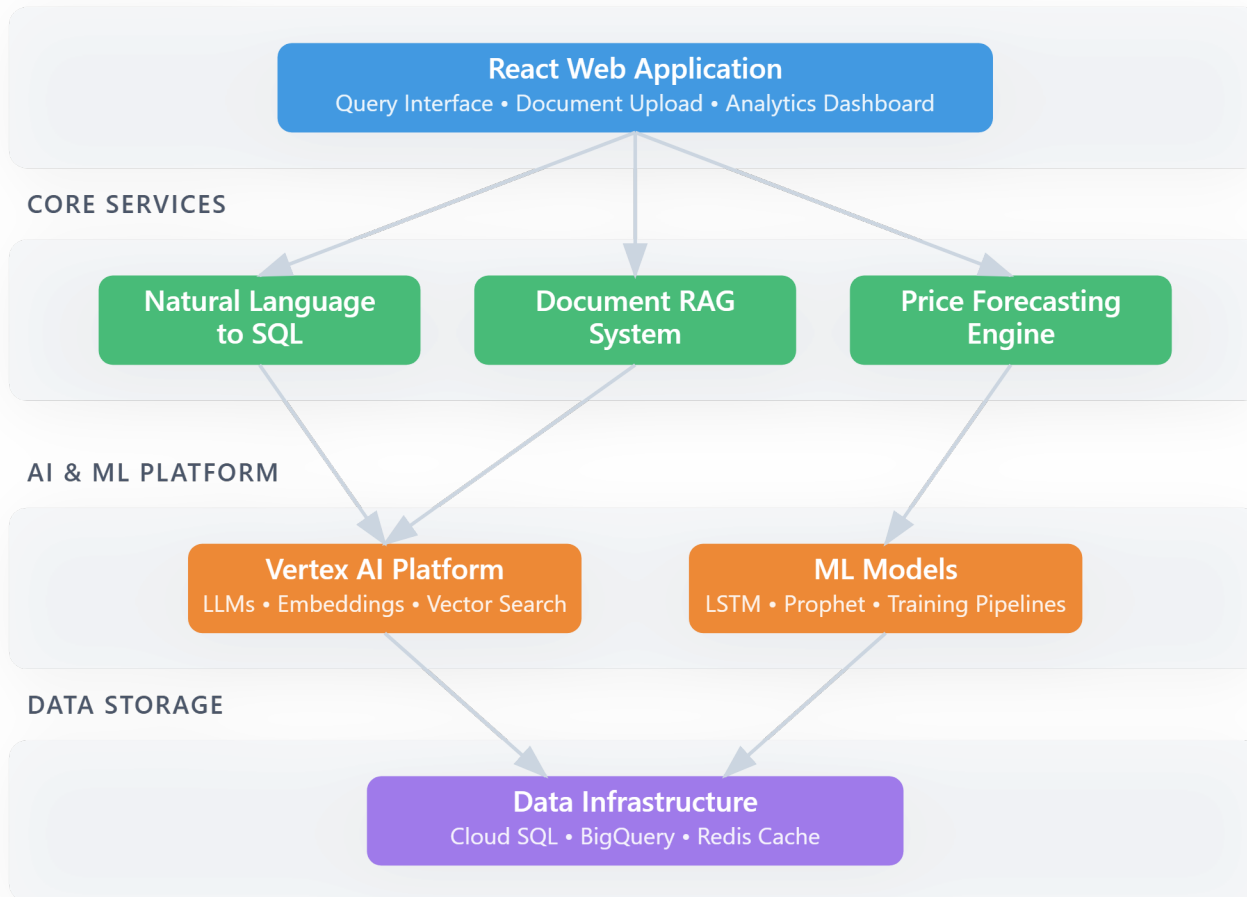 React Web Application
Query Interface • Document Upload • Analytics Dashboard
CORE SERVICES
Natural Language
to SQL
Document RAG
System
Price Forecasting
Engine
AI & ML PLATFORM
Vertex AI Platform
LLMs • Embeddings • Vector Search
ML Models
LSTM • Prophet • Training Pipelines
DATA STORAGE
Data Infrastructure
Cloud SQL • BigQuery • Redis Cache